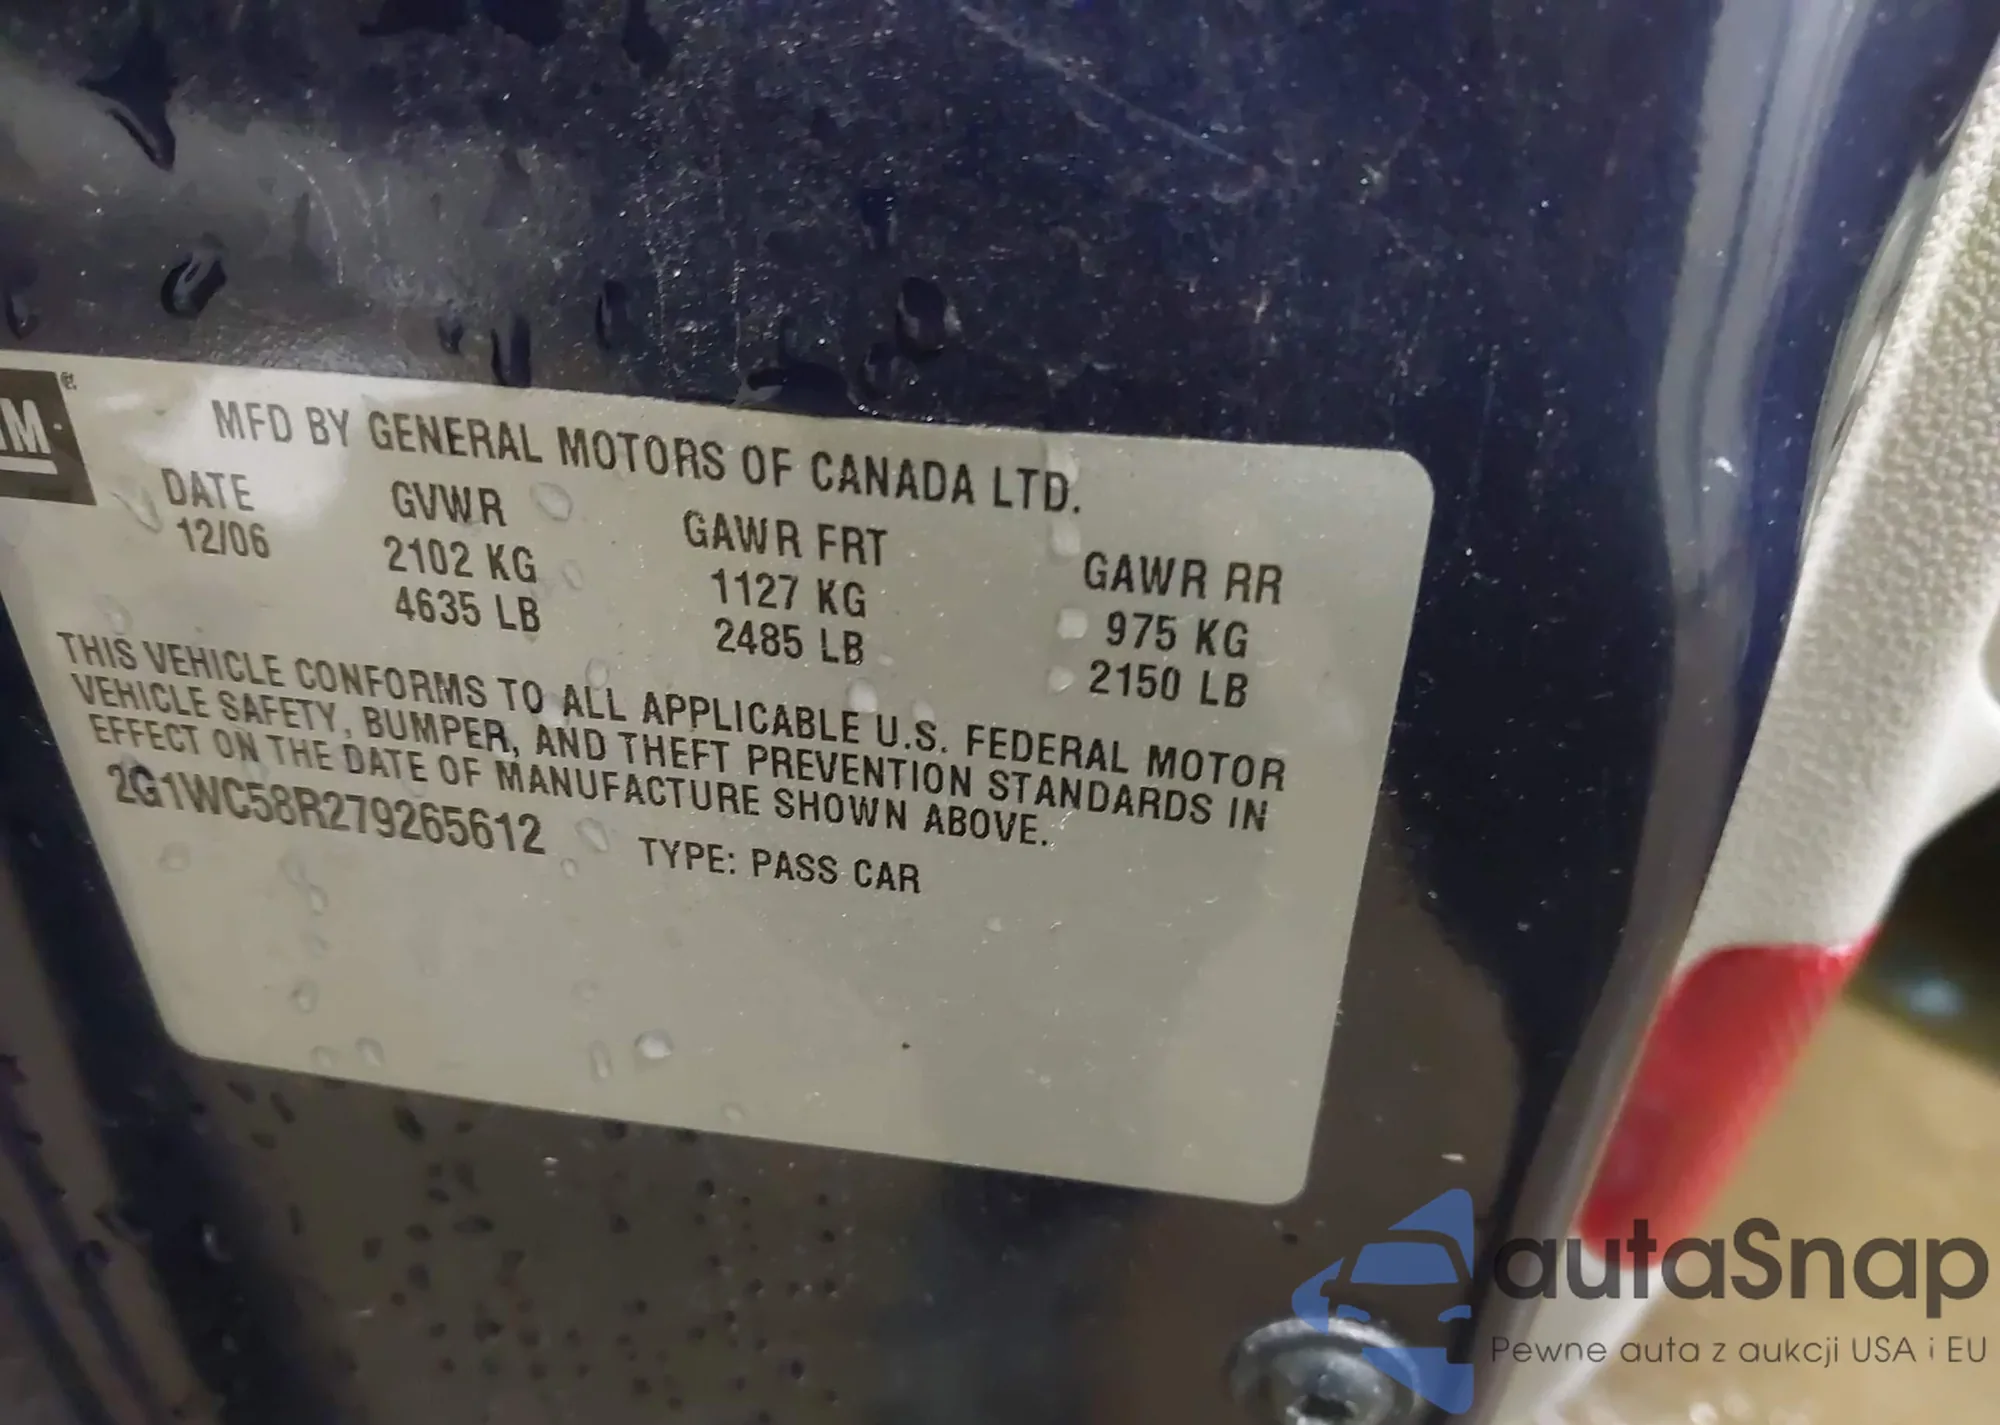 GM
MFD BY GENERAL MOTORS OF CANADA LTD.
DATE GVWR GAWR FRT GAWR RR
12/06 2102 KG 1127 KG 975 KG
4635 LB 2485 LB 2150 LB
THIS VEHICLE CONFORMS TO ALL APPLICABLE U.S. FEDERAL MOTOR
VEHICLE SAFETY, BUMPER, AND THEFT PREVENTION STANDARDS IN
EFFECT ON THE DATE OF MANUFACTURE SHOWN ABOVE.
2G1WC58R279265612 TYPE: PASS CAR
autaSnap
Pewne auta z aukcji USA i EU